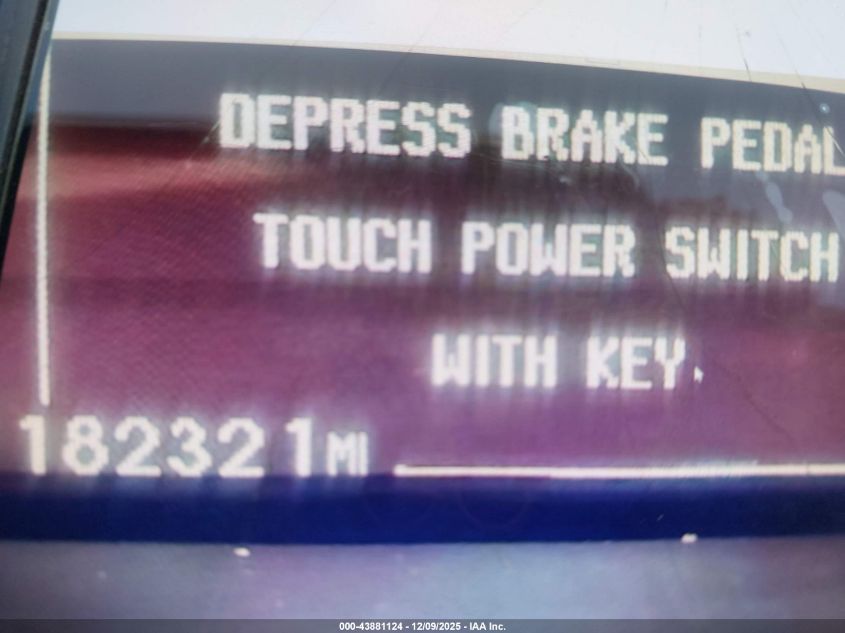 DEPRESS BRAKE PEDAL
TOUCH POWER SWITCH
WITH KEY.
182321MI
000-43881124 - 12/09/2025 - IAA Inc.